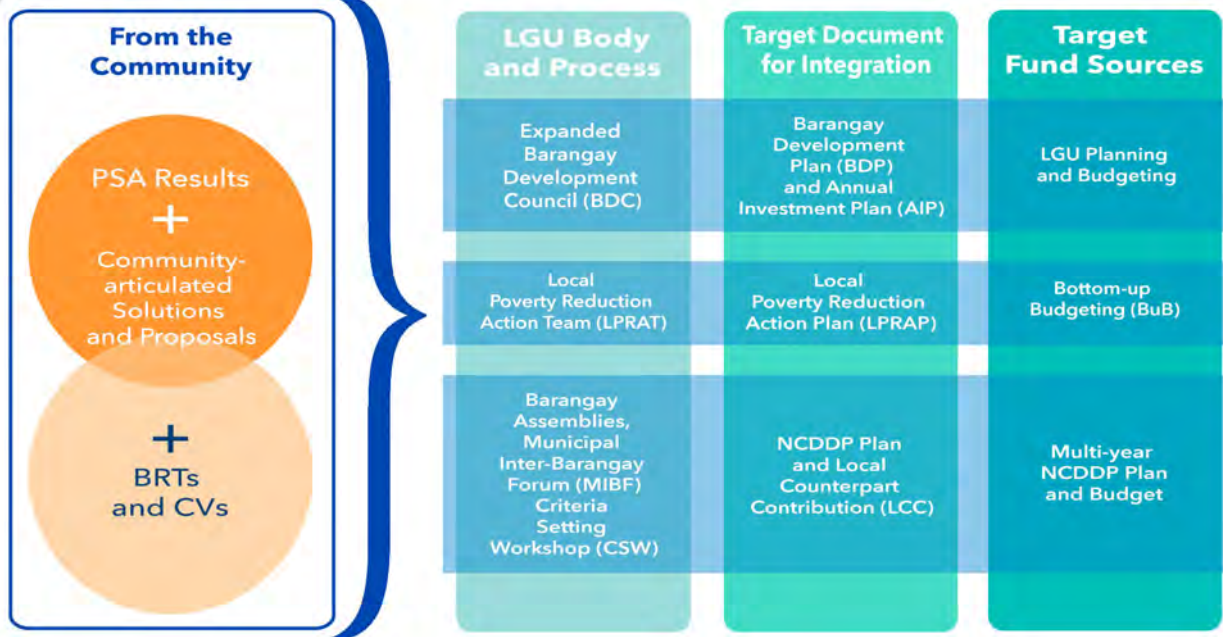 From the
Community
PSA Results
+
Community-
articulated
Solutions
and Proposals
+
BRTs
and CVs
LGU Body
and Process
Target Document
for Integration
Target
Fund Sources
Expanded
Barangay
Development
Council (BDC)
Barangay
Development
Plan (BDP)
and Annual
Investment Plan (AIP)
LGU Planning
and Budgeting
Local
Poverty Reduction
Action Team (LPRAT)
Local
Poverty Reduction
Action Plan (LPRAP)
Bottom-up
Budgeting (BuB)
Barangay
Assemblies,
Municipal
Inter-Barangay
Forum (MIBF)
Criteria
Setting
Workshop (CSW)
NCDDP Plan
and Local
Counterpart
Contribution (LCC)
Multi-year
NCDDP Plan
and Budget